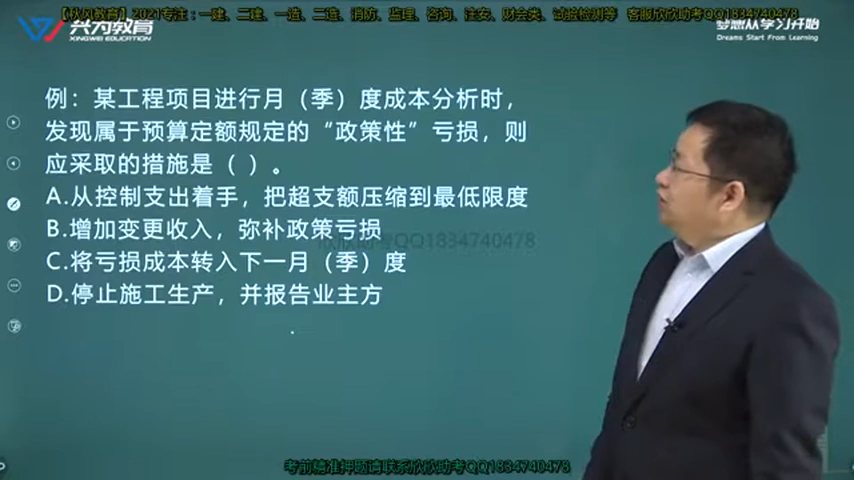 【秋风教育】2021专注：一建、二建、一造、二造、消防、监理、咨询、注安、财会类、试验检测等 客服欣欣助考QQ1834740478
兴为教育
XINGWEI EDUCATION
梦想从学习开始
Dreams Start From Learning
例：某工程项目进行月（季）度成本分析时，
发现属于预算定额规定的“政策性”亏损，则
应采取的措施是（ ）。
A.从控制支出着手，把超支额压缩到最低限度
B.增加变更收入，弥补政策亏损
欣欣助考QQ1834740478
C.将亏损成本转入下一月（季）度
D.停止施工生产，并报告业主方
考前精准押题请联系欣欣助考QQ1834740478